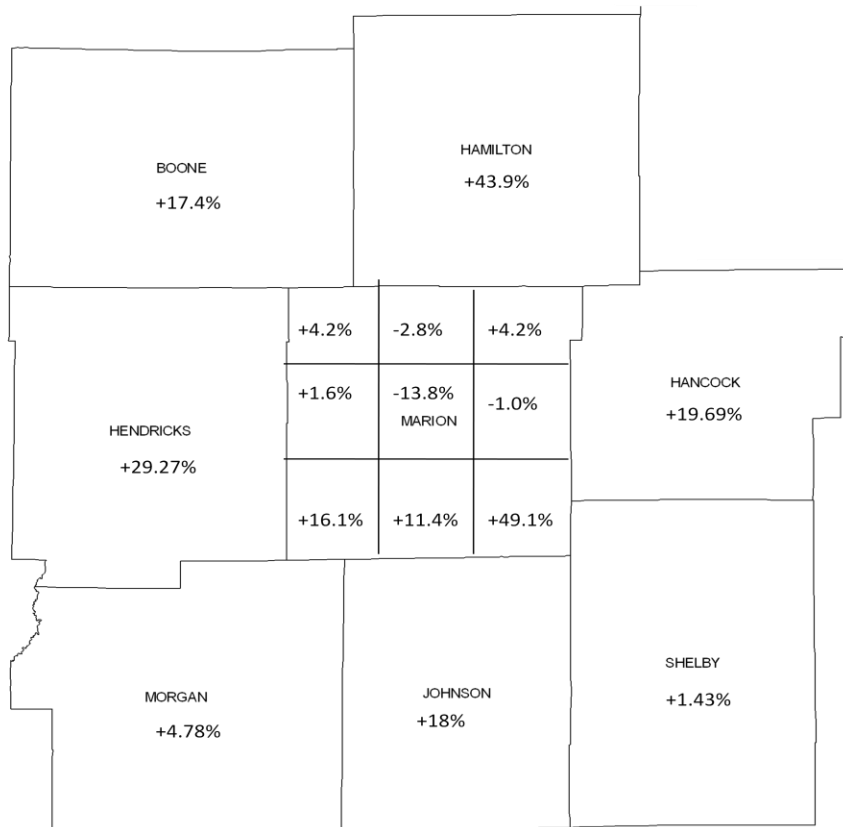 BOONE
+17.4%
HAMILTON
+43.9%
+4.2%
-2.8%
+4.2%
+1.6%
-13.8%
MARION
-1.0%
+16.1%
+11.4%
+49.1%
HENDRICKS
+29.27%
HANCOCK
+19.69%
MORGAN
+4.78%
JOHNSON
+18%
SHELBY
+1.43%